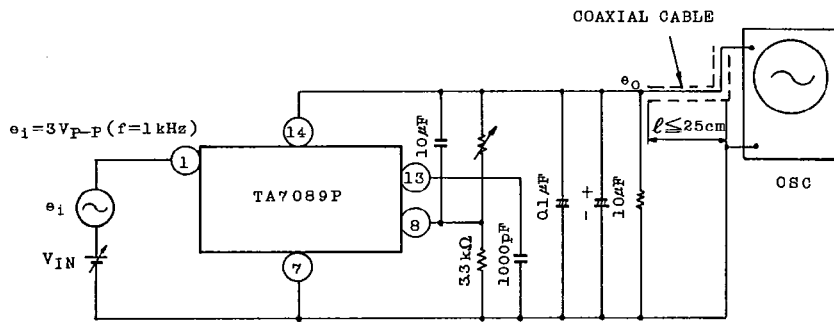 COAXIAL CABLE
eo
ei=3Vp-p (f=1kHz)
14
10μF
ℓ≦25cm
1
13
TA7089P
OSC
ei
8
0.1μF
+
-
10μF
VIN
3.3kΩ
1000pF
7